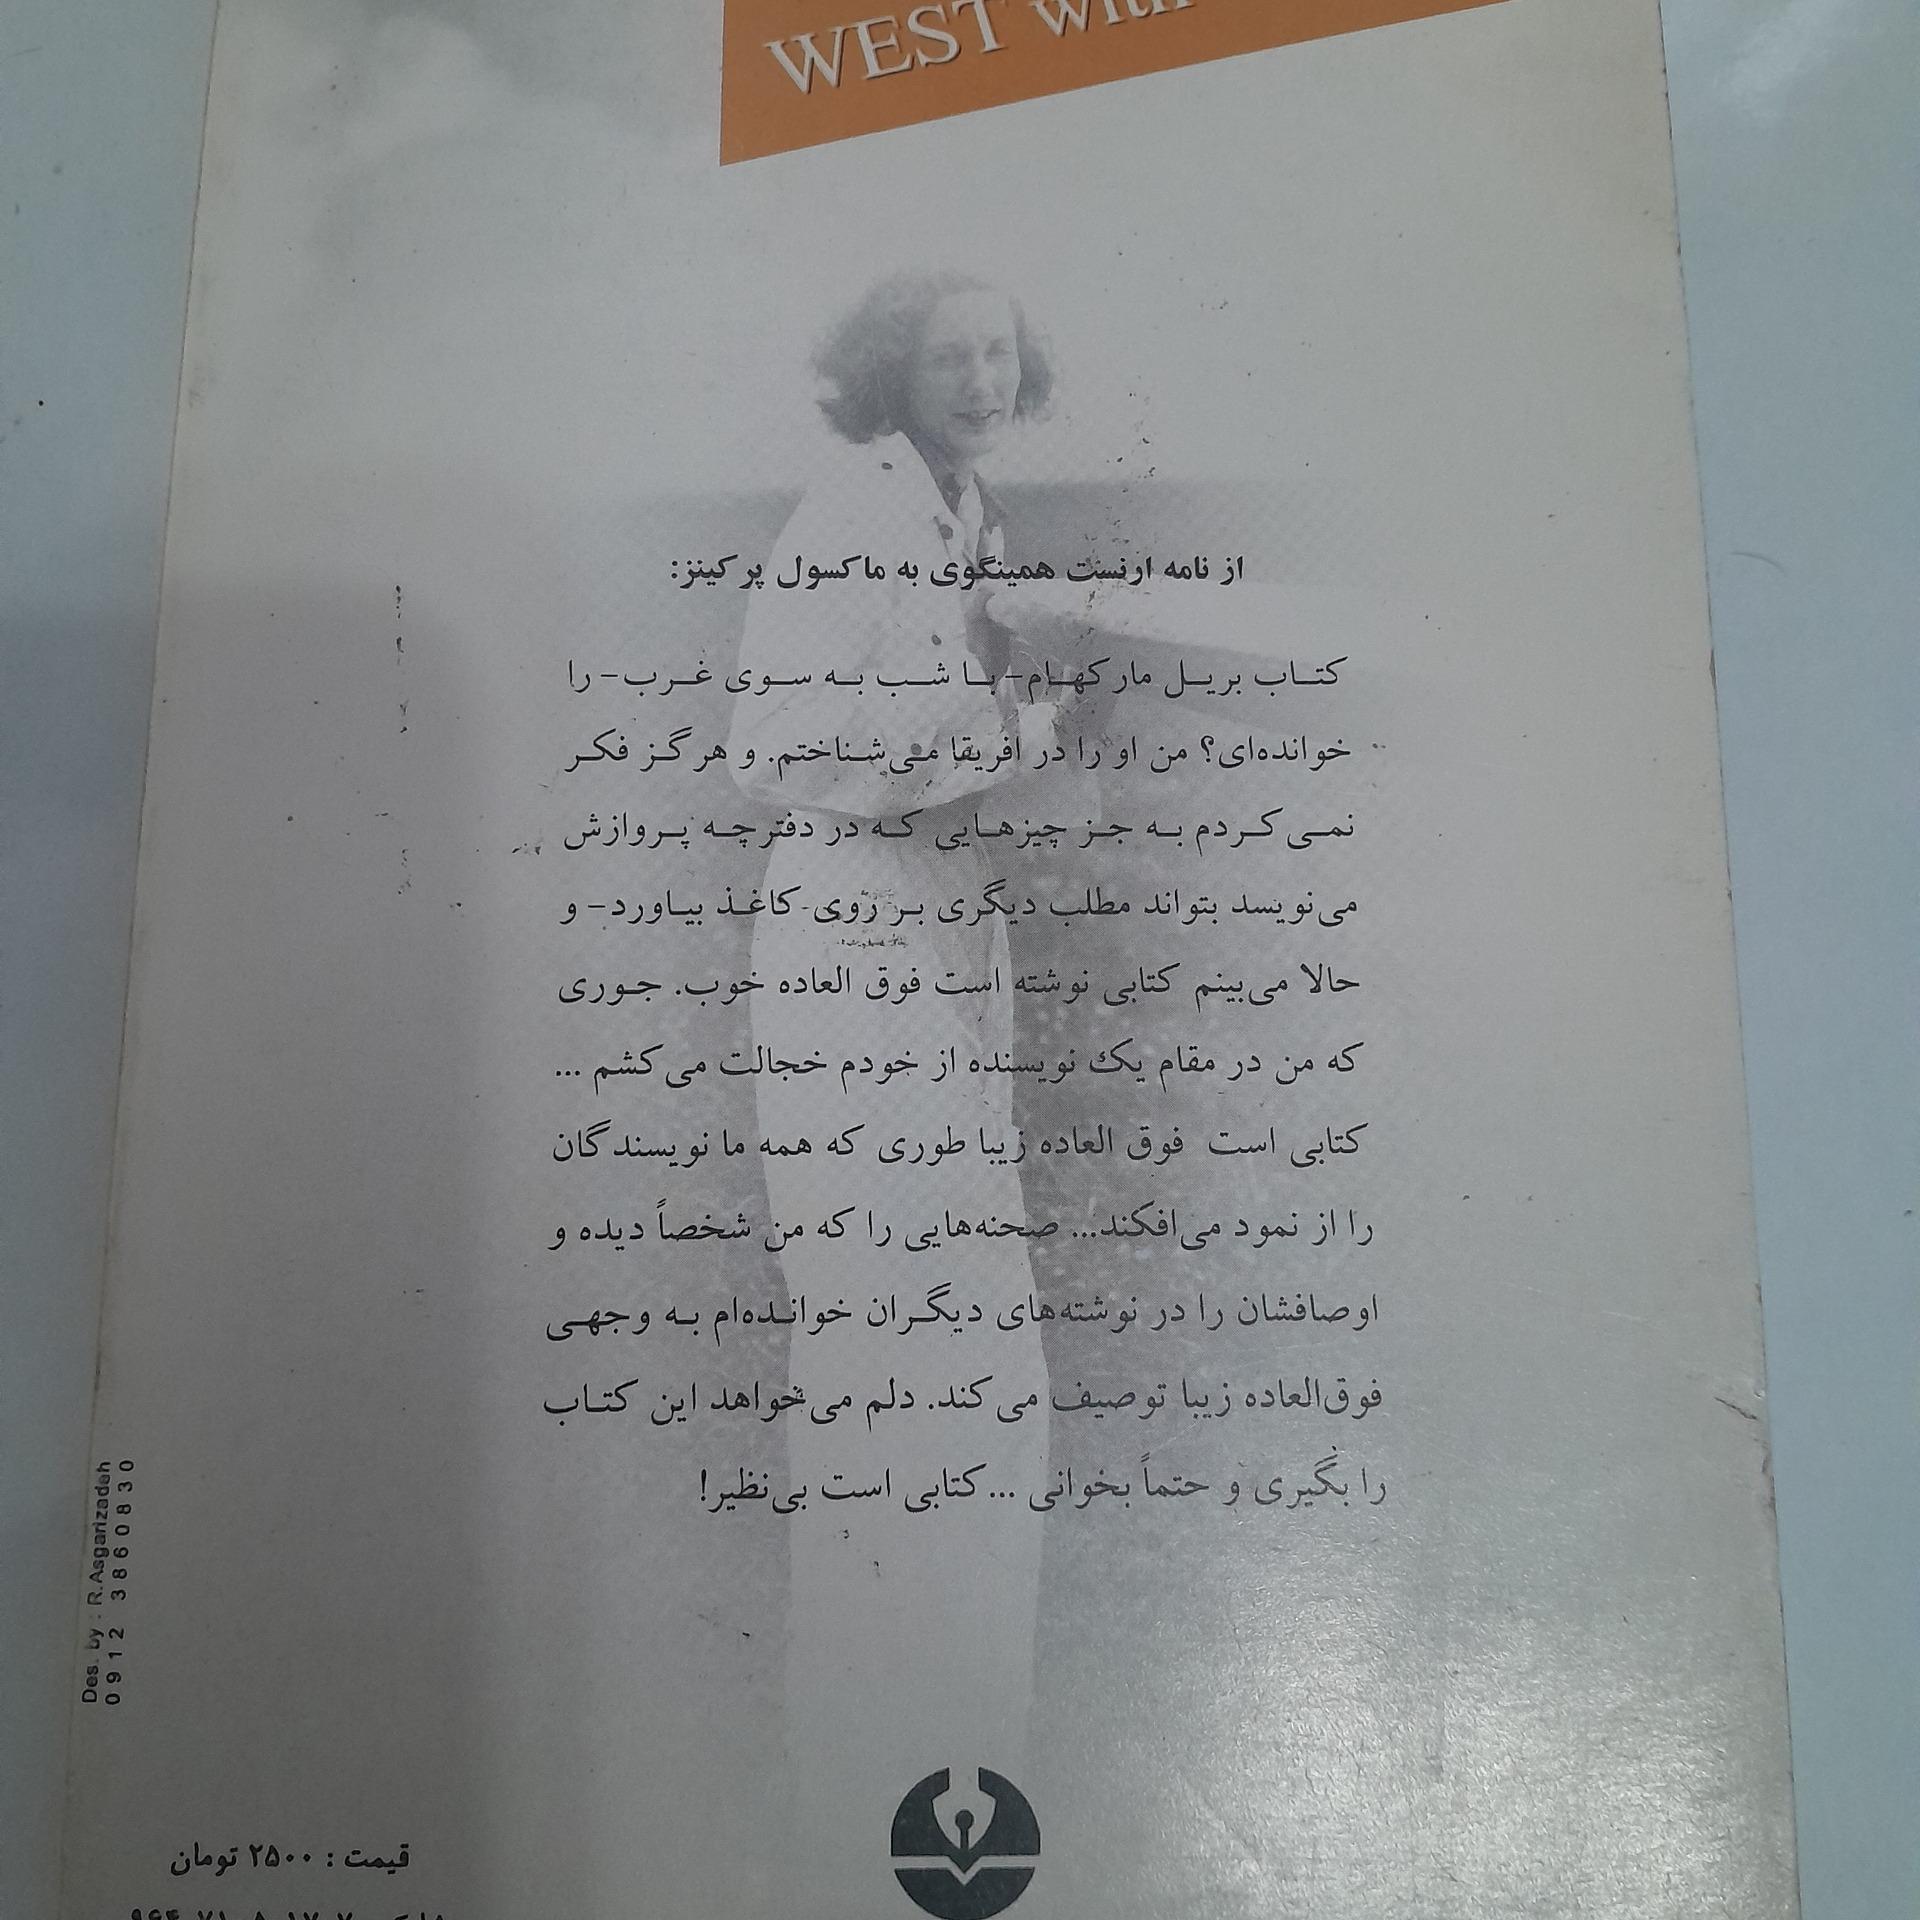 WEST with
از نامه ارنست همینگوی به ماکسول پرکینز:
کتاب بریل مارکهام- با شب به سوی غرب- را
خوانده‌ای؟ من او را در افریقا می‌شناختم. و هرگز فکر
نمی‌کردم به جز چیزهایی که در دفترچه پروازش
می‌نویسد بتواند مطلب دیگری بر روی کاغذ بیاورد- و
حالا می‌بینم کتابی نوشته است فوق العاده خوب. جوری
که من در مقام یک نویسنده از خودم خجالت می‌کشم ...
کتابی است فوق العاده زیبا طوری که همه ما نویسندگان
را از نمود می‌افکند... صحنه‌هایی را که من شخصاً دیده و
اوصافشان را در نوشته‌های دیگران خوانده‌ام به وجهی
فوق‌العاده زیبا توصیف می‌کند. دلم می‌خواهد این کتاب
را بگیری و حتماً بخوانی ... کتابی است بی‌نظیر!
Des. by : R.Asgarizadeh
0912 3860830
قیمت : ۲۵۰۰ تومان